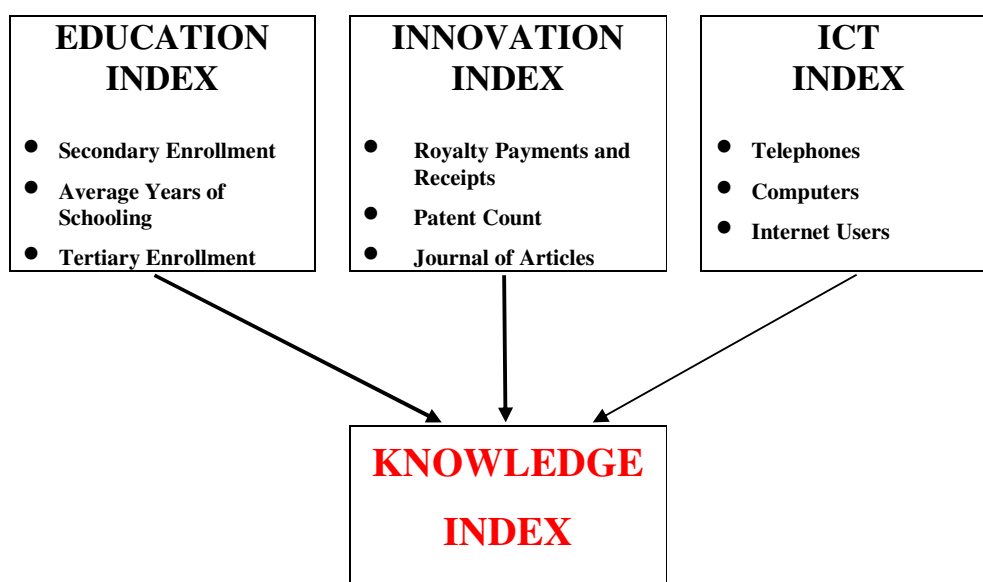 EDUCATION
INDEX
● Secondary Enrollment
● Average Years of
Schooling
● Tertiary Enrollment
INNOVATION
INDEX
● Royalty Payments and
Receipts
● Patent Count
● Journal of Articles
ICT
INDEX
● Telephones
● Computers
● Internet Users
KNOWLEDGE
INDEX